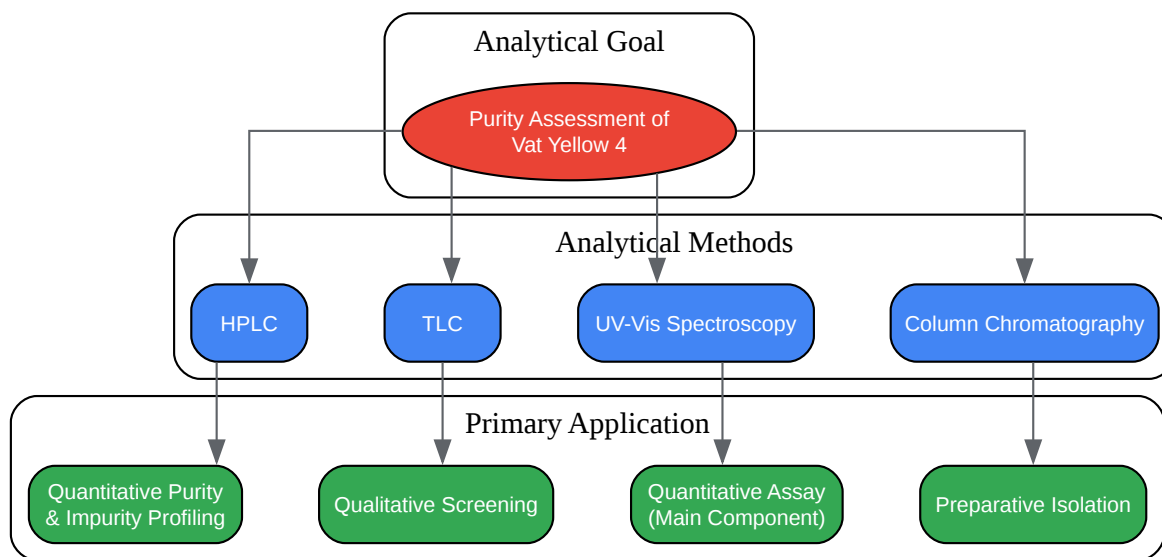 Analytical Goal
Purity Assessment of
Vat Yellow 4
Analytical Methods
HPLC
TLC
UV-Vis Spectroscopy
Column Chromatography
Primary Application
Quantitative Purity
& Impurity Profiling
Qualitative Screening
Quantitative Assay
(Main Component)
Preparative Isolation